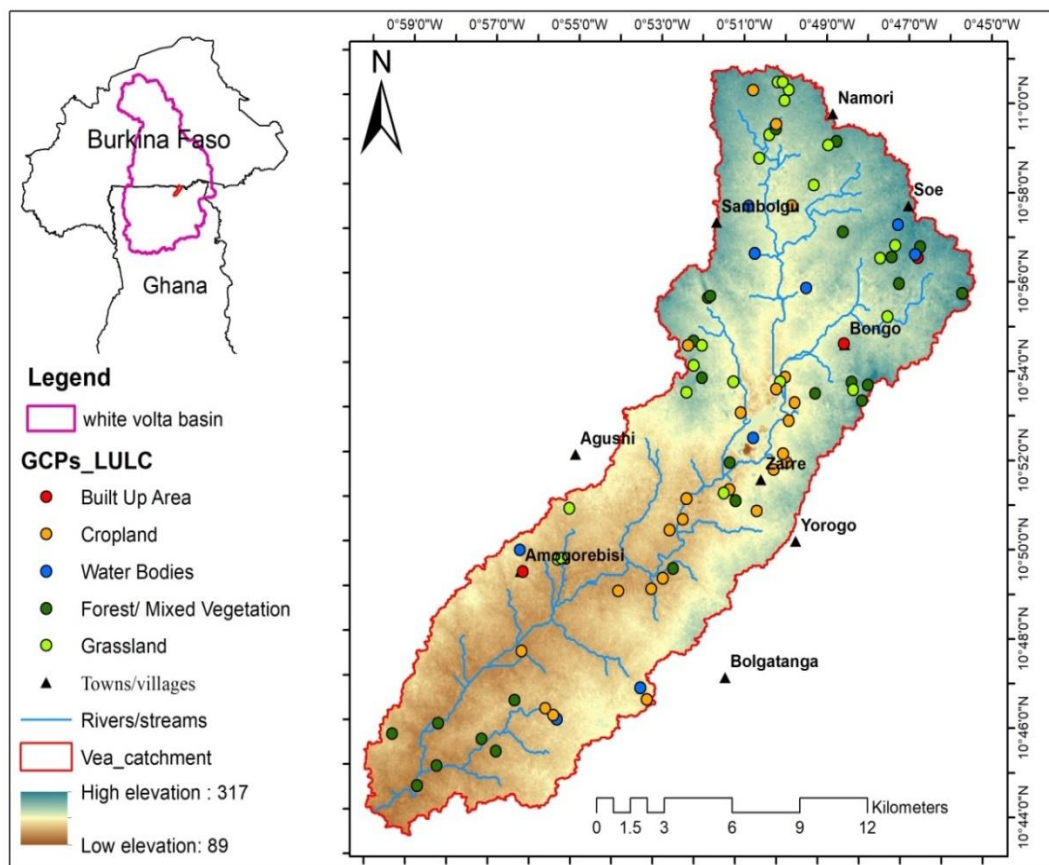 0°59'0"W 0°57'0"W 0°55'0"W 0°53'0"W 0°51'0"W 0°49'0"W 0°47'0"W 0°45'0"W
N
Burkina Faso
Ghana
Legend
white volta basin
GCPs_LULC
Built Up Area
Cropland
Water Bodies
Forest/ Mixed Vegetation
Grassland
Towns/villages
Rivers/streams
Vea_catchment
High elevation : 317
Low elevation: 89
Namori
Soe
Sambolgu
Bongo
Agushi
Zarre
Yorogo
Amogorebisi
Bolgatanga
Kilometers
0 1.5 3 6 9 12
11°0'0"N
10°58'0"N
10°56'0"N
10°54'0"N
10°52'0"N
10°50'0"N
10°48'0"N
10°46'0"N
10°44'0"N